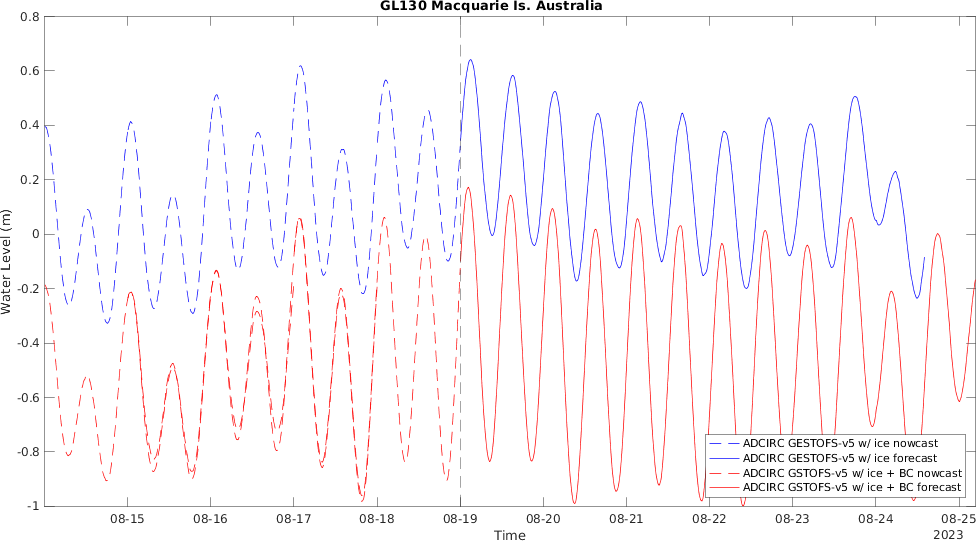 GL130 Macquarie Is. Australia
0.8
0.6
0.4
0.2
0
-0.2
-0.4
-0.6
-0.8
-1
Water Level (m)
ADCIRC GESTOFS-v5 w/ ice nowcast
ADCIRC GESTOFS-v5 w/ ice forecast
ADCIRC GSTOFS-v5 w/ ice + BC nowcast
ADCIRC GSTOFS-v5 w/ ice + BC forecast
08-15 08-16 08-17 08-18 08-19 08-20 08-21 08-22 08-23 08-24 08-25
Time
2023